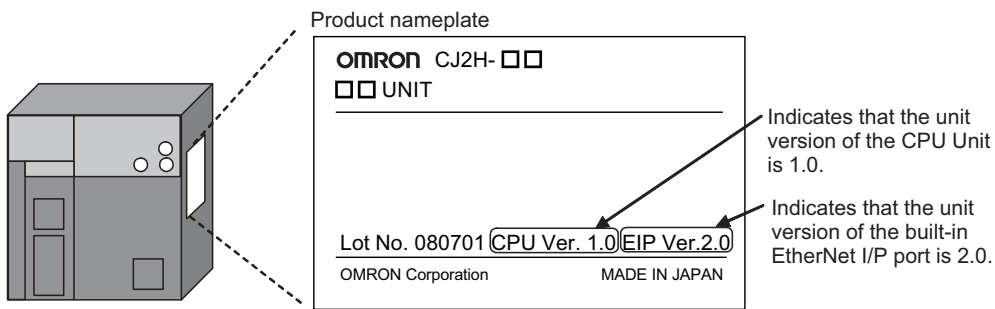 Product nameplate
OMRON CJ2H-□□
□□ UNIT
Indicates that the unit
version of the CPU Unit
is 1.0.
Lot No. 080701 CPU Ver. 1.0 EIP Ver.2.0
Indicates that the unit
version of the built-in
EtherNet I/P port is 2.0.
OMRON Corporation MADE IN JAPAN